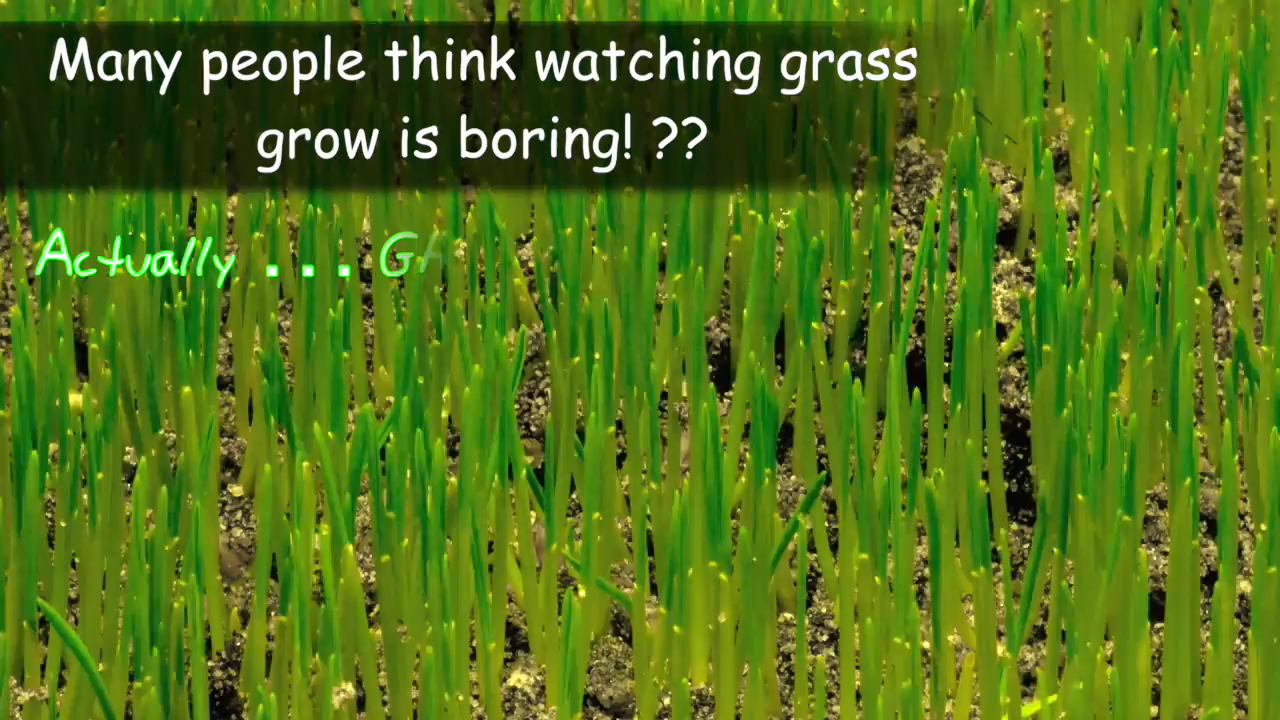 Many people think watching grass
grow is boring! ??
Actually . . . G